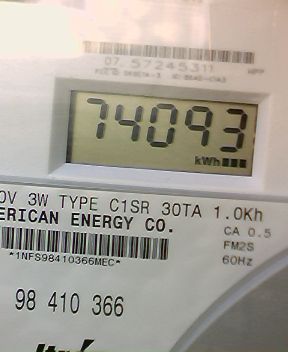 07. 57245311
74093
kWh
0V 3W TYPE C1SR 30TA 1.0Kh
ERICAN ENERGY CO.
CA 0.5
FM2S
*1NFS98410366MEC*
60Hz
98 410 366